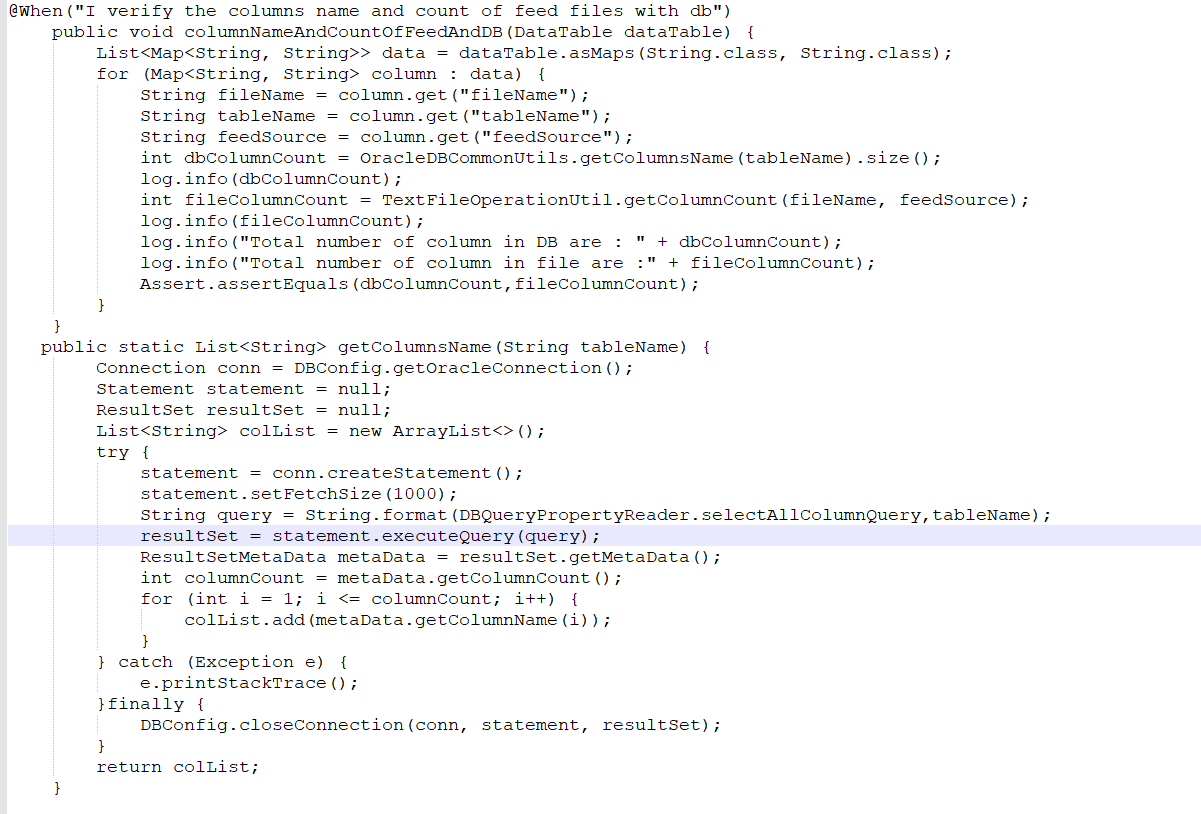 @When("I verify the columns name and count of feed files with db")
public void columnNameAndCountOfFeedAndDB(DataTable dataTable) {
List<Map<String, String>> data = dataTable.asMaps(String.class, String.class);
for (Map<String, String> column : data) {
String fileName = column.get("fileName");
String tableName = column.get("tableName");
String feedSource = column.get("feedSource");
int dbColumnCount = OracleDBCommonUtils.getColumnsName(tableName).size();
log.info(dbColumnCount);
int fileColumnCount = TextFileOperationUtil.getColumnCount(fileName, feedSource);
log.info(fileColumnCount);
log.info("Total number of column in DB are : " + dbColumnCount);
log.info("Total number of column in file are :" + fileColumnCount);
Assert.assertEquals(dbColumnCount,fileColumnCount);
}
}
public static List<String> getColumnsName(String tableName) {
Connection conn = DBConfig.getOracleConnection();
Statement statement = null;
ResultSet resultSet = null;
List<String> colList = new ArrayList<>();
try {
statement = conn.createStatement();
statement.setFetchSize(1000);
String query = String.format(DBQueryPropertyReader.selectAllColumnQuery,tableName);
resultSet = statement.executeQuery(query);
ResultSetMetaData metaData = resultSet.getMetaData();
int columnCount = metaData.getColumnCount();
for (int i = 1; i <= columnCount; i++) {
colList.add(metaData.getColumnName(i));
}
} catch (Exception e) {
e.printStackTrace();
}finally {
DBConfig.closeConnection(conn, statement, resultSet);
}
return colList;
}